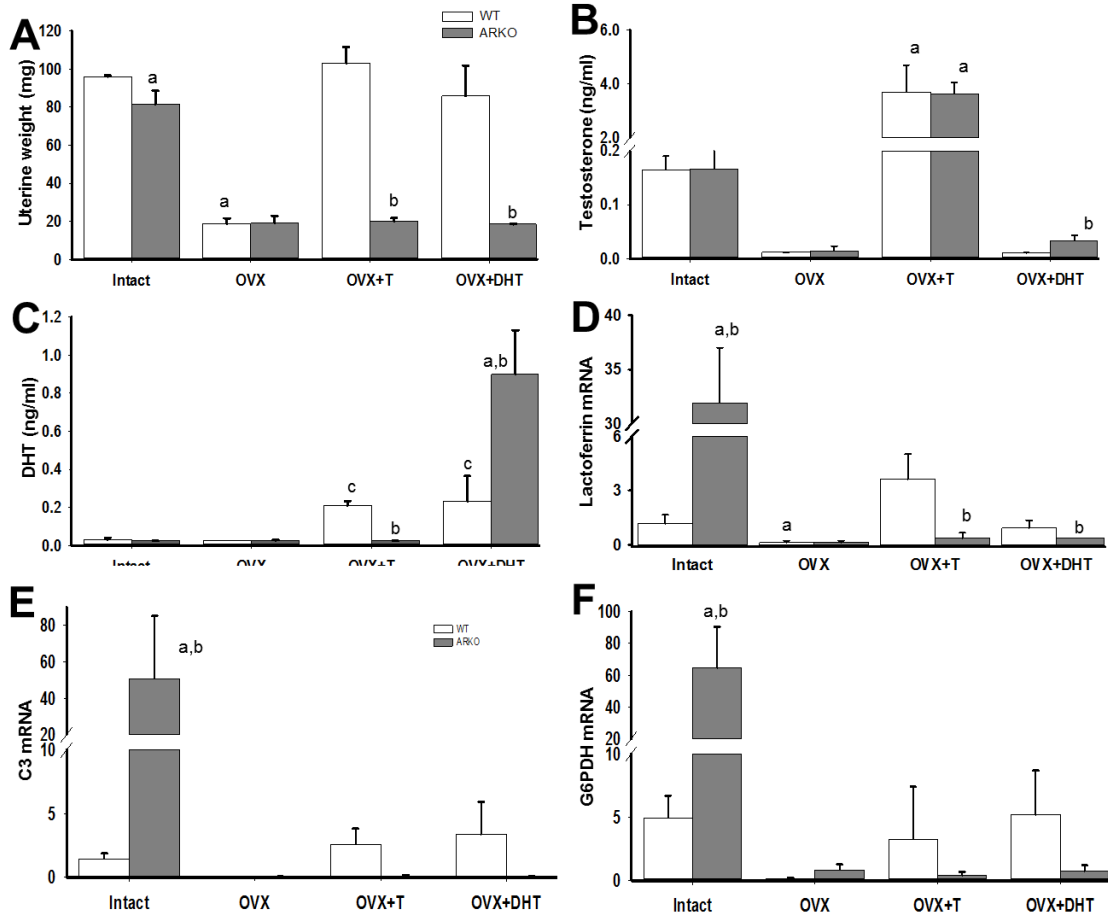 A
WT
ARKO
Uterine weight (mg)
120
100
80
60
40
20
0
a
a
b
b
Intact
OVX
OVX+T
OVX+DHT
B
Testosterone (ng/ml)
6.0
4.0
2.0
0.2
0.1
0.0
a
a
b
Intact
OVX
OVX+T
OVX+DHT
C
DHT (ng/ml)
1.2
1.0
0.8
0.6
0.4
0.2
0.0
c
b
c
a,b
Intact
OVX
OVX+T
OVX+DHT
D
Lactoferrin mRNA
40
35
30
6
3
0
a,b
a
b
b
Intact
OVX
OVX+T
OVX+DHT
E
WT
ARKO
C3 mRNA
80
60
40
20
10
5
0
a,b
Intact
OVX
OVX+T
OVX+DHT
F
G6PDH mRNA
100
80
60
40
20
10
5
0
a,b
Intact
OVX
OVX+T
OVX+DHT